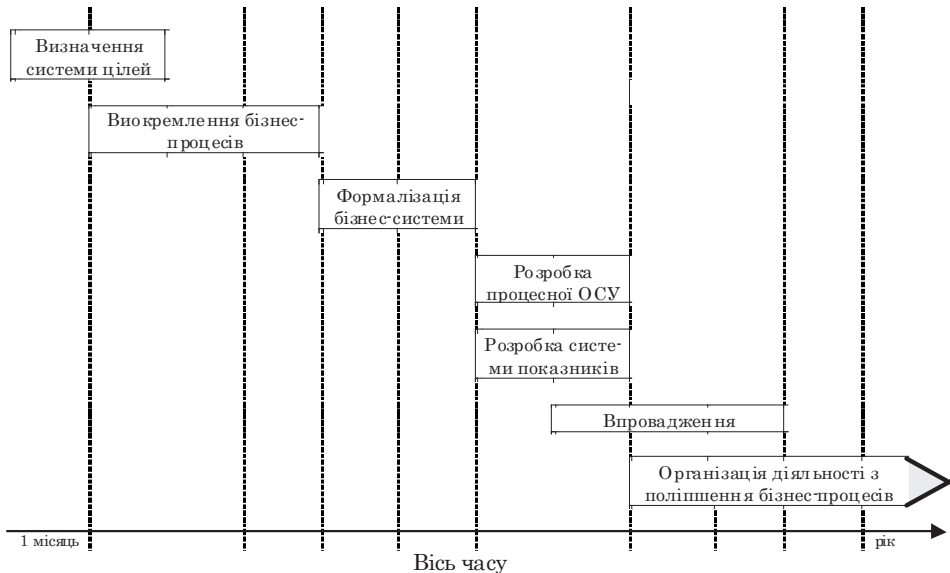 Визначення
системи цілей
Виокремлення бізнес-
процесів
Формалізація
бізнес-системи
Розробка
процесної ОСУ
Розробка систе-
ми показників
Впровадження
Організація діяльності з
поліпшення бізнес-процесів
1 місяць
рік
Вісь часу